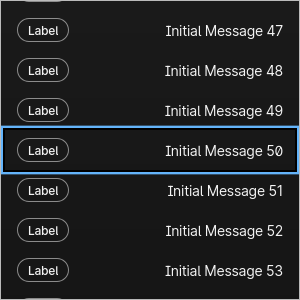 Label Initial Message 47
Label Initial Message 48
Label Initial Message 49
Label Initial Message 50
Label Initial Message 51
Label Initial Message 52
Label Initial Message 53